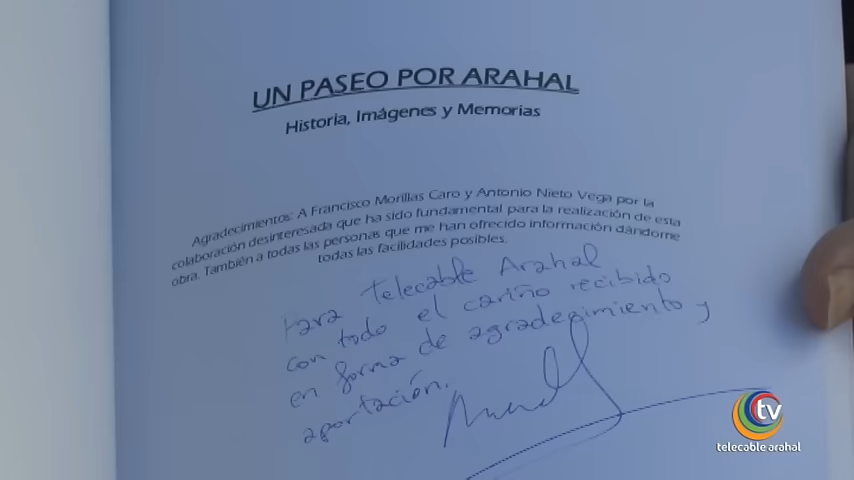 UN PASEO POR ARAHAL
Historia, Imágenes y Memorias
Agradecimientos: A Francisco Morillas Caro y Antonio Nieto Vega por la
colaboración desinteresada que ha sido fundamental para la realización de esta
obra. También a todas las personas que me han ofrecido información dándome
todas las facilidades posibles.
Para Telecable Arahal
con todo el cariño recibido
en forma de agradecimiento y
aportación.
tv
telecable arahal